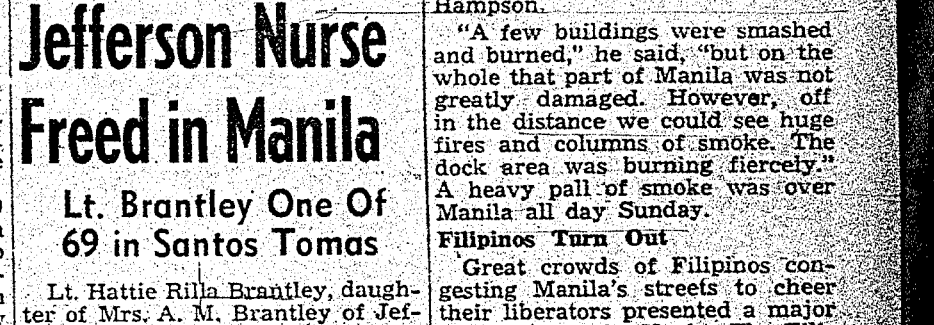 Jefferson Nurse
Freed in Manila
Lt. Brantley One Of
69 in Santos Tomas
Lt. Hattie Rilla Brantley, daugh-
ter of Mrs. A. M. Brantley of Jef-
Hampson.
"A few buildings were smashed
and burned," he said, "but on the
whole that part of Manila was not
greatly damaged. However, off
in the distance we could see huge
fires and columns of smoke. The
dock area was burning fiercely."
A heavy pall of smoke was over
Manila all day Sunday.
Filipinos Turn Out
Great crowds of Filipinos con-
gesting Manila's streets to cheer
their liberators presented a major